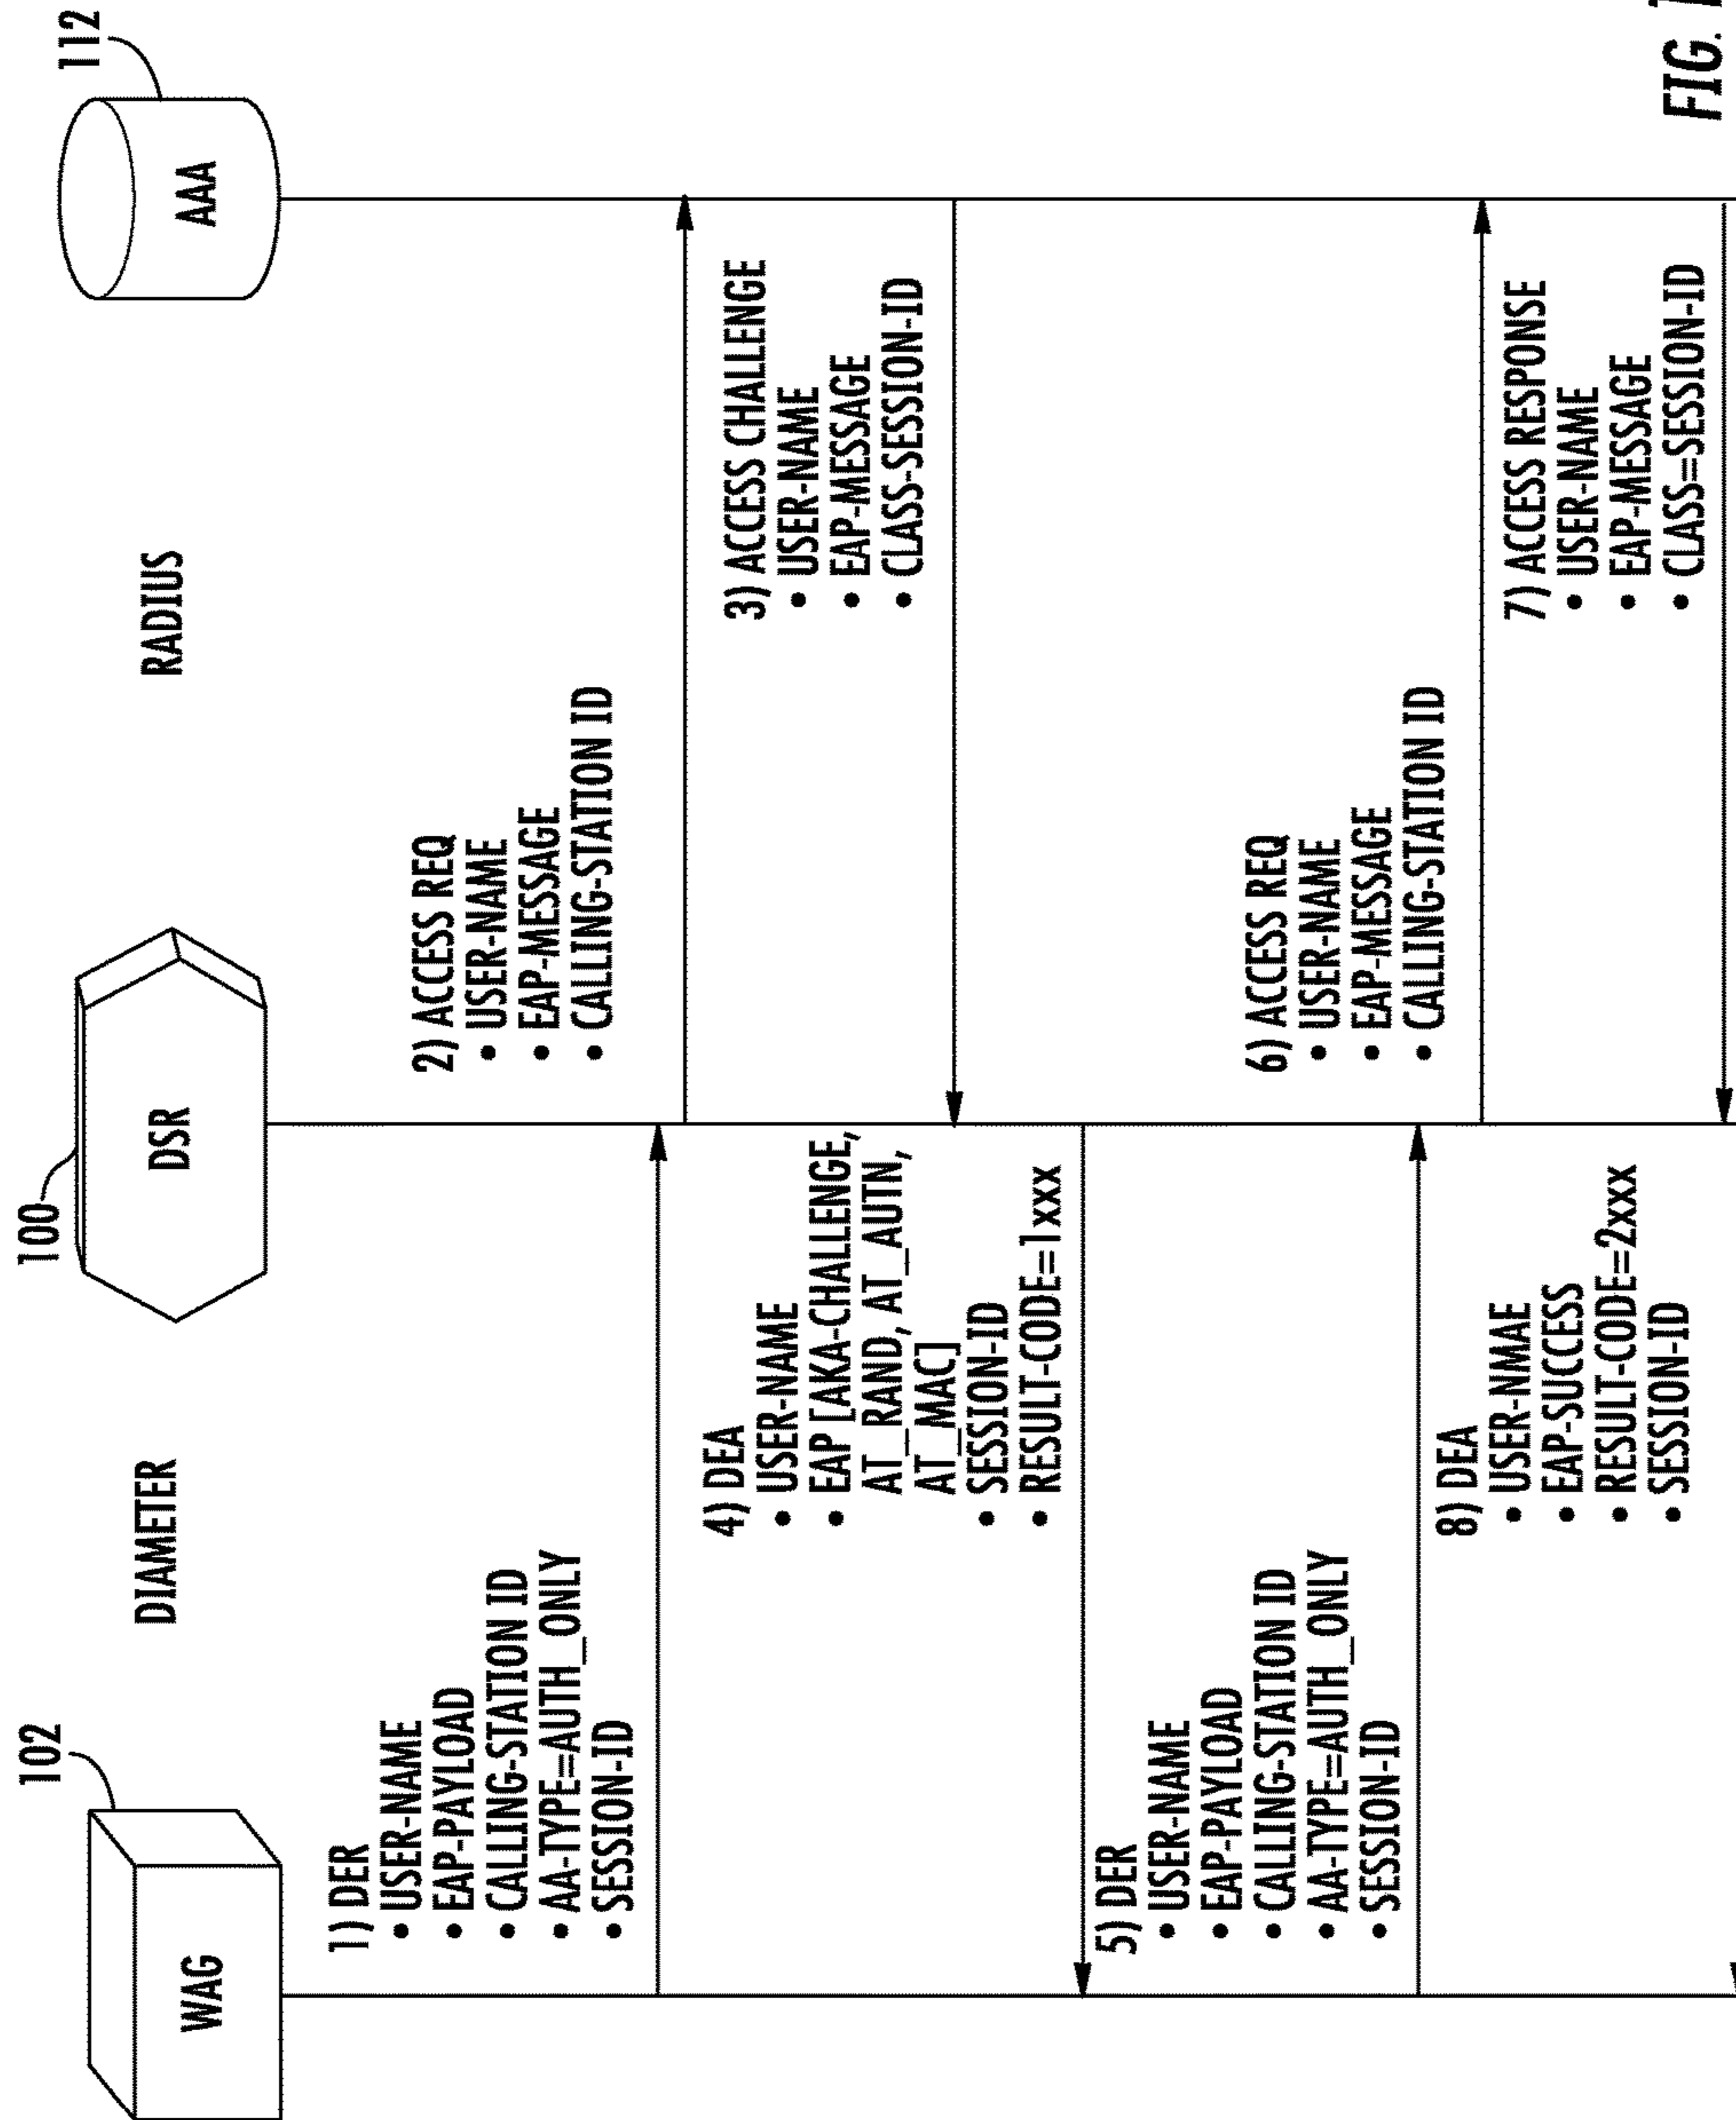 102
WAG
DIAMETER
100
DSR
RADIUS
112
AAA
1) DER
• USER-NAME
• EAP-PAYLOAD
• CALLING-STATION ID
• AA-TYPE=AUTH_ONLY
• SESSION-ID
2) ACCESS REQ
• USER-NAME
• EAP-MESSAGE
• CALLING-STATION ID
3) ACCESS CHALLENGE
• USER-NAME
• EAP-MESSAGE
• CLASS-SESSION-ID
4) DEA
• USER-NAME
• EAP [AKA-CHALLENGE,
AT_RAND, AT_AUTN,
AT_MAC]
• SESSION-ID
• RESULT-CODE=1xxx
5) DER
• USER-NAME
• EAP-PAYLOAD
• CALLING-STATION ID
• AA-TYPE=AUTH_ONLY
• SESSION-ID
6) ACCESS REQ
• USER-NAME
• EAP-MESSAGE
• CALLING-STATION ID
7) ACCESS RESPONSE
• USER-NAME
• EAP-MESSAGE
• CLASS=SESSION-ID
8) DEA
• USER-NMAE
• EAP-SUCCESS
• RESULT-CODE=2xxx
• SESSION-ID
FIG.